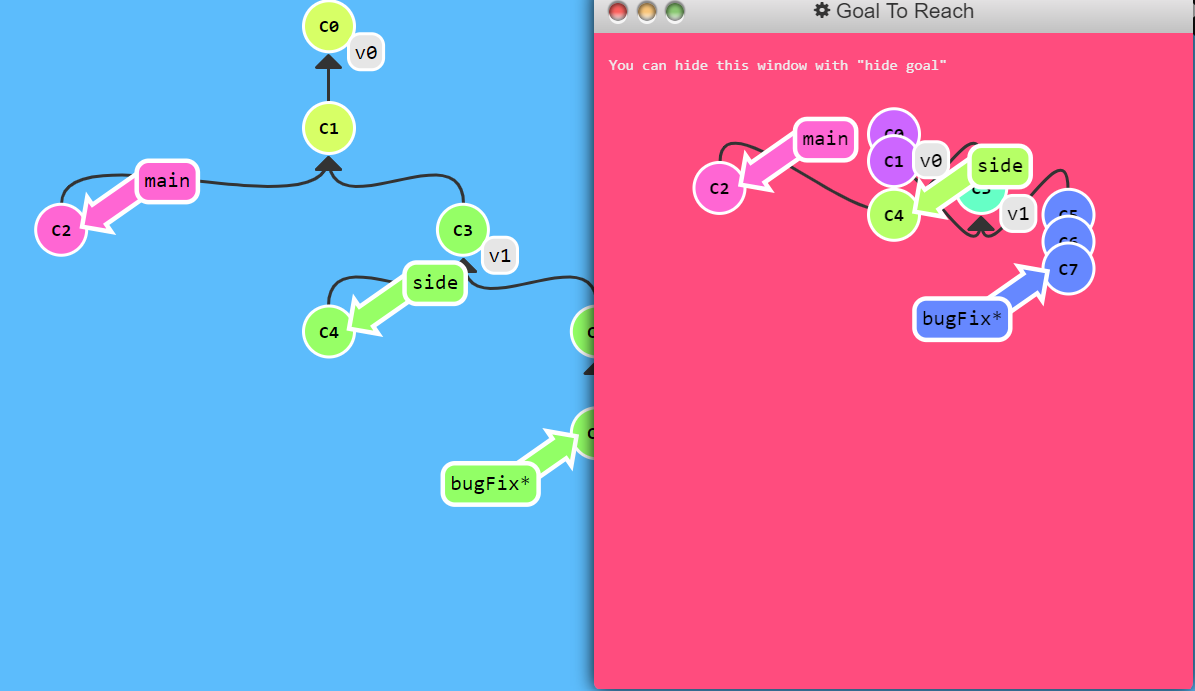 C0
v0
C1
main
C2
C3
v1
side
C4
bugFix*
Goal To Reach
You can hide this window with "hide goal"
main
C0
C1
v0
side
C2
C4
v1
C5
C6
C7
bugFix*